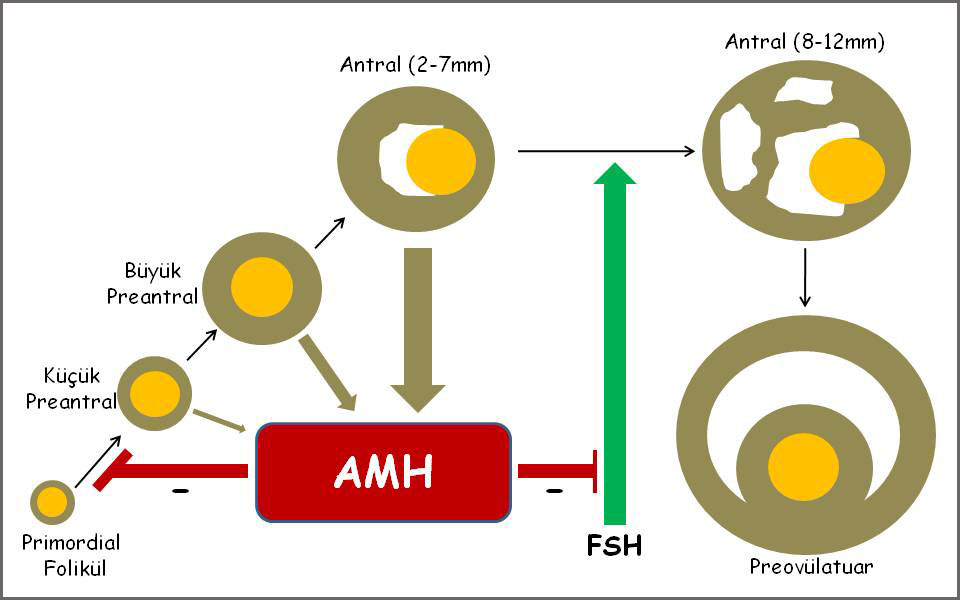 Antral (8-12mm)
Antral (2-7mm)
Büyük
Preantral
Küçük
Preantral
AMH
-
-
Primordial
Folikül
FSH
Preovülatuar